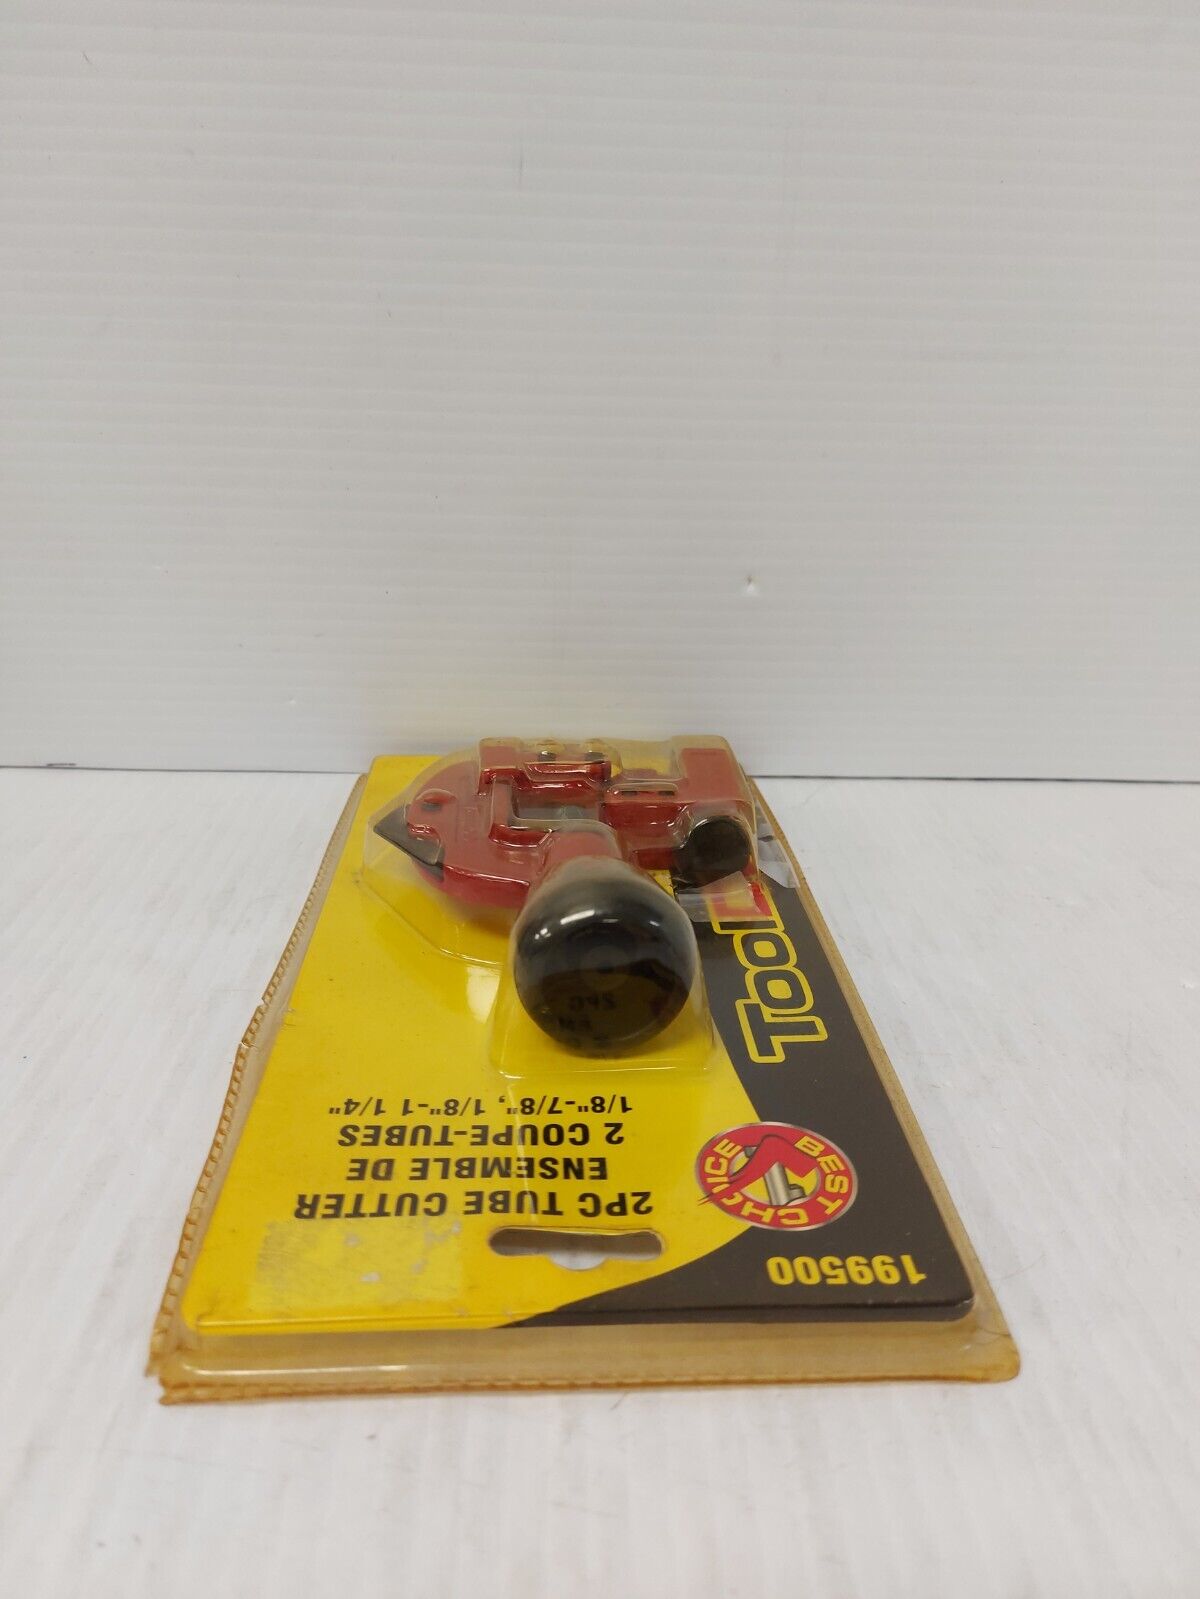 199500
BEST CHOICE
2PC TUBE CUTTER
ENSEMBLE DE
2 COUPE-TUBES
1/8"-7/8", 1/8"-1 1/4"
Tool